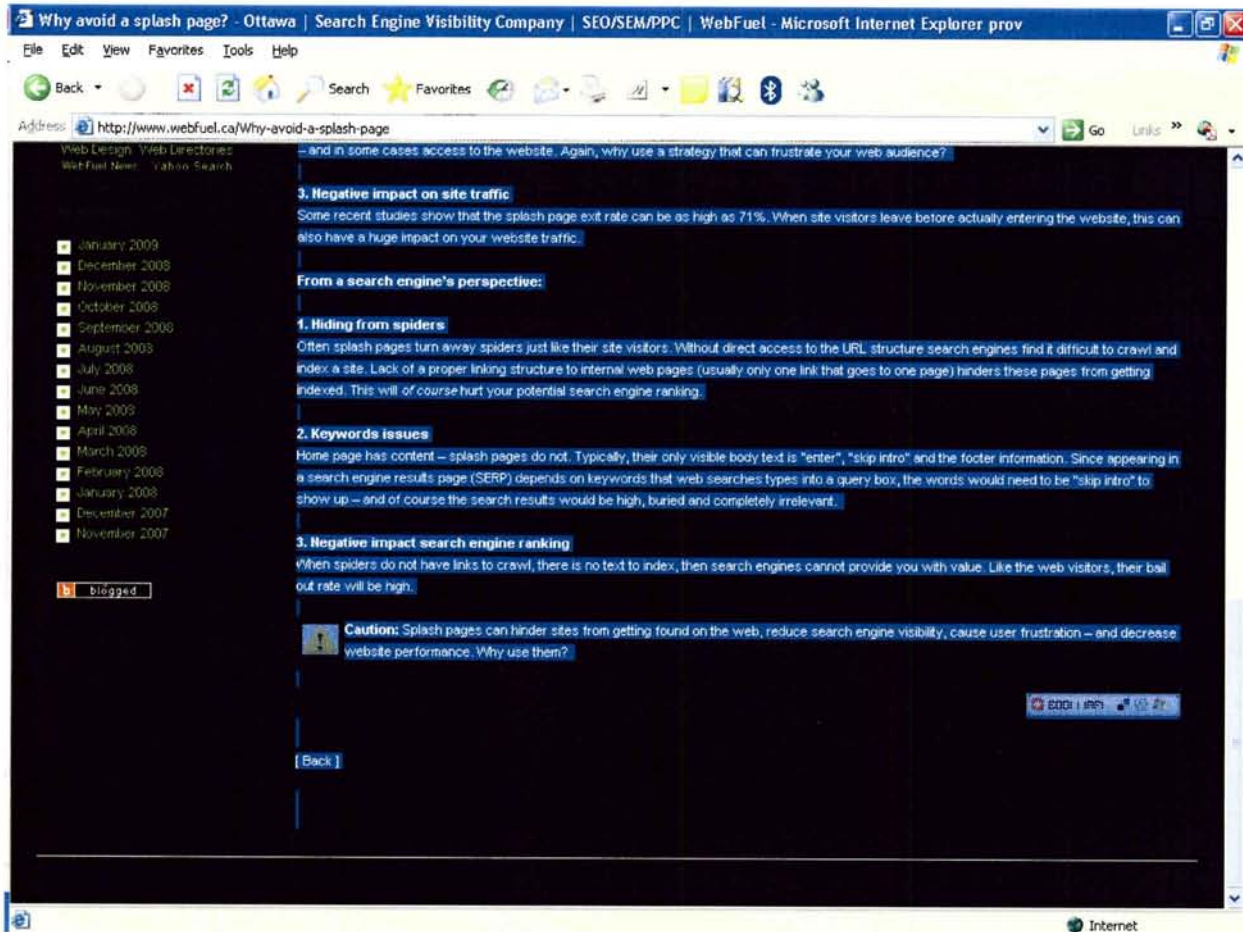 Why avoid a splash page? - Ottawa | Search Engine Visibility Company | SEO/SEM/PPC | WebFuel - Microsoft Internet Explorer prov
File Edit View Favorites Tools Help
Back Search Favorites
Address http://www.webfuel.ca/Why-avoid-a-splash-page Go Links »
Web Design Web Directories
WebFuel News Yahoo Search
January 2009
December 2008
November 2008
October 2008
September 2008
August 2008
July 2008
June 2008
May 2008
April 2008
March 2008
February 2008
January 2008
December 2007
November 2007
b blogged
– and in some cases access to the website. Again, why use a strategy that can frustrate your web audience?
3. Negative impact on site traffic
Some recent studies show that the splash page exit rate can be as high as 71%. When site visitors leave before actually entering the website, this can
also have a huge impact on your website traffic.
From a search engine's perspective:
1. Hiding from spiders
Often splash pages turn away spiders just like their site visitors. Without direct access to the URL structure search engines find it difficult to crawl and
index a site. Lack of a proper linking structure to internal web pages (usually only one link that goes to one page) hinders these pages from getting
indexed. This will of course hurt your potential search engine ranking.
2. Keywords issues
Home page has content – splash pages do not. Typically, their only visible body text is "enter", "skip intro" and the footer information. Since appearing in
a search engine results page (SERP) depends on keywords that web searches types into a query box, the words would need to be "skip intro" to
show up – and of course the search results would be high, buried and completely irrelevant.
3. Negative impact search engine ranking
When spiders do not have links to crawl, there is no text to index, then search engines cannot provide you with value. Like the web visitors, their bail
out rate will be high.
Caution: Splash pages can hinder sites from getting found on the web, reduce search engine visibility, cause user frustration – and decrease
website performance. Why use them?
[ Back ]
Internet